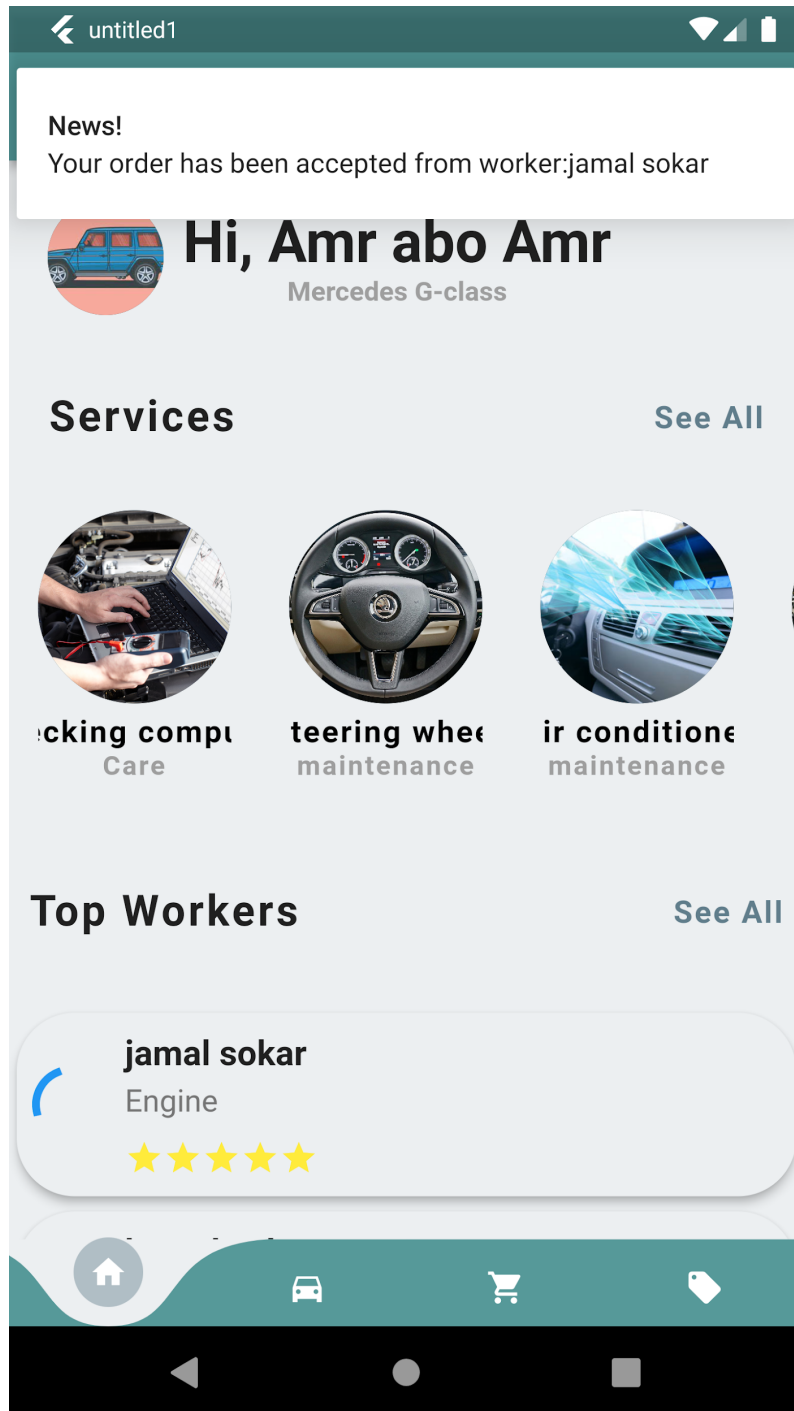 untitled1
News!
Your order has been accepted from worker:jamal sokar
Hi, Amr abo Amr
Mercedes G-class
Services
See All
ecking compu
teering whee
ir conditione
Care
maintenance
maintenance
Top Workers
See All
jamal sokar
Engine